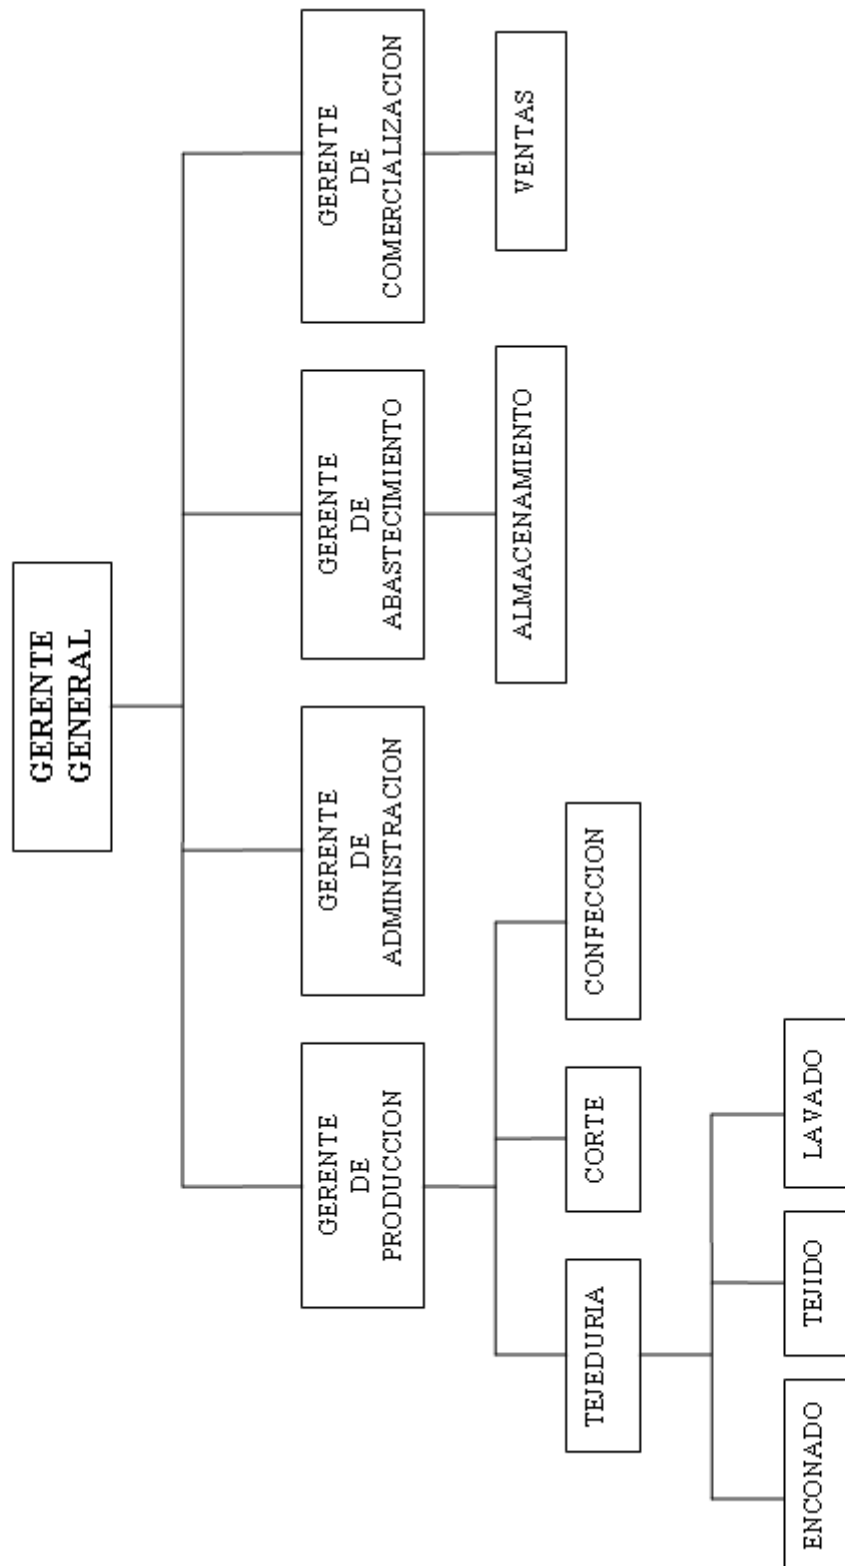 GERENTE
GENERAL
GERENTE
DE
PRODUCCION
GERENTE
DE
ADMINISTRACION
GERENTE
DE
ABASTECIMIENTO
GERENTE
DE
COMERCIALIZACION
ALMACENAMIENTO
VENTAS
TEJEDURIA
CORTE
CONFECCION
ENCONADO
TEJIDO
LAVADO